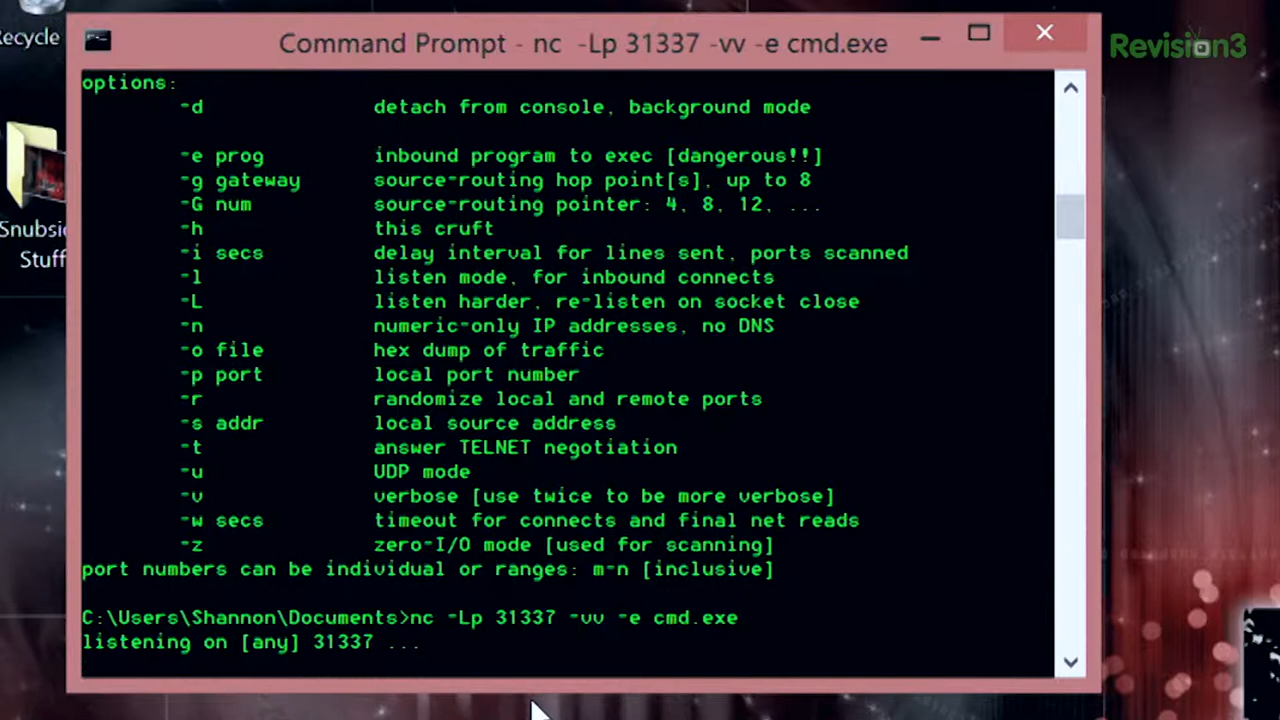 Recycle
Command Prompt - nc -Lp 31337 -vv -e cmd.exe
Revision3
options:
-d detach from console, background mode
-e prog inbound program to exec [dangerous!!]
-g gateway source-routing hop point[s], up to 8
-G num source-routing pointer: 4, 8, 12, ...
-h this cruft
-i secs delay interval for lines sent, ports scanned
-l listen mode, for inbound connects
-L listen harder, re-listen on socket close
-n numeric-only IP addresses, no DNS
-o file hex dump of traffic
-p port local port number
-r randomize local and remote ports
-s addr local source address
-t answer TELNET negotiation
-u UDP mode
-v verbose [use twice to be more verbose]
-w secs timeout for connects and final net reads
-z zero-I/O mode [used for scanning]
port numbers can be individual or ranges: m-n [inclusive]
C:\Users\Shannon\Documents>nc -Lp 31337 -vv -e cmd.exe
listening on [any] 31337 ...
Stuff